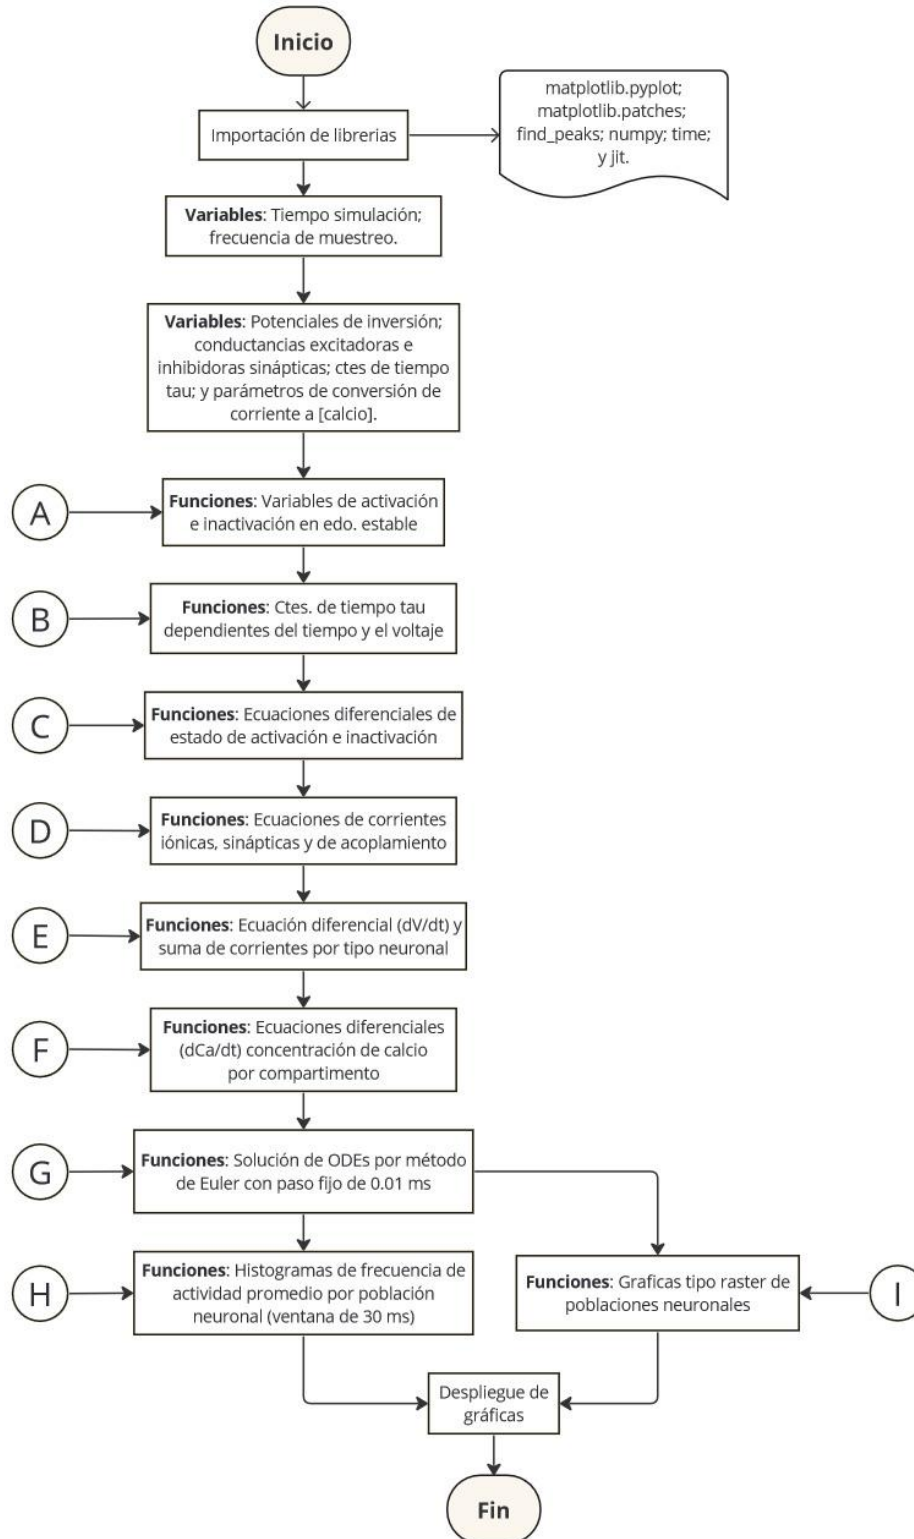 Inicio
Importación de librerias
matplotlib.pyplot;
matplotlib.patches;
find_peaks; numpy; time;
y jit.
Variables: Tiempo simulación;
frecuencia de muestreo.
Variables: Potenciales de inversión;
conductancias excitadoras e
inhibidoras sinápticas; ctes de tiempo
tau; y parámetros de conversión de
corriente a [calcio].
A
Funciones: Variables de activación
e inactivación en edo. estable
B
Funciones: Ctes. de tiempo tau
dependientes del tiempo y el voltaje
C
Funciones: Ecuaciones diferenciales de
estado de activación e inactivación
D
Funciones: Ecuaciones de corrientes
iónicas, sinápticas y de acoplamiento
E
Funciones: Ecuación diferencial (dV/dt) y
suma de corrientes por tipo neuronal
F
Funciones: Ecuaciones diferenciales
(dCa/dt) concentración de calcio
por compartimento
G
Funciones: Solución de ODEs por método
de Euler con paso fijo de 0.01 ms
H
Funciones: Histogramas de frecuencia de
actividad promedio por población
neuronal (ventana de 30 ms)
Funciones: Graficas tipo raster de
poblaciones neuronales
I
Despliegue de
gráficas
Fin